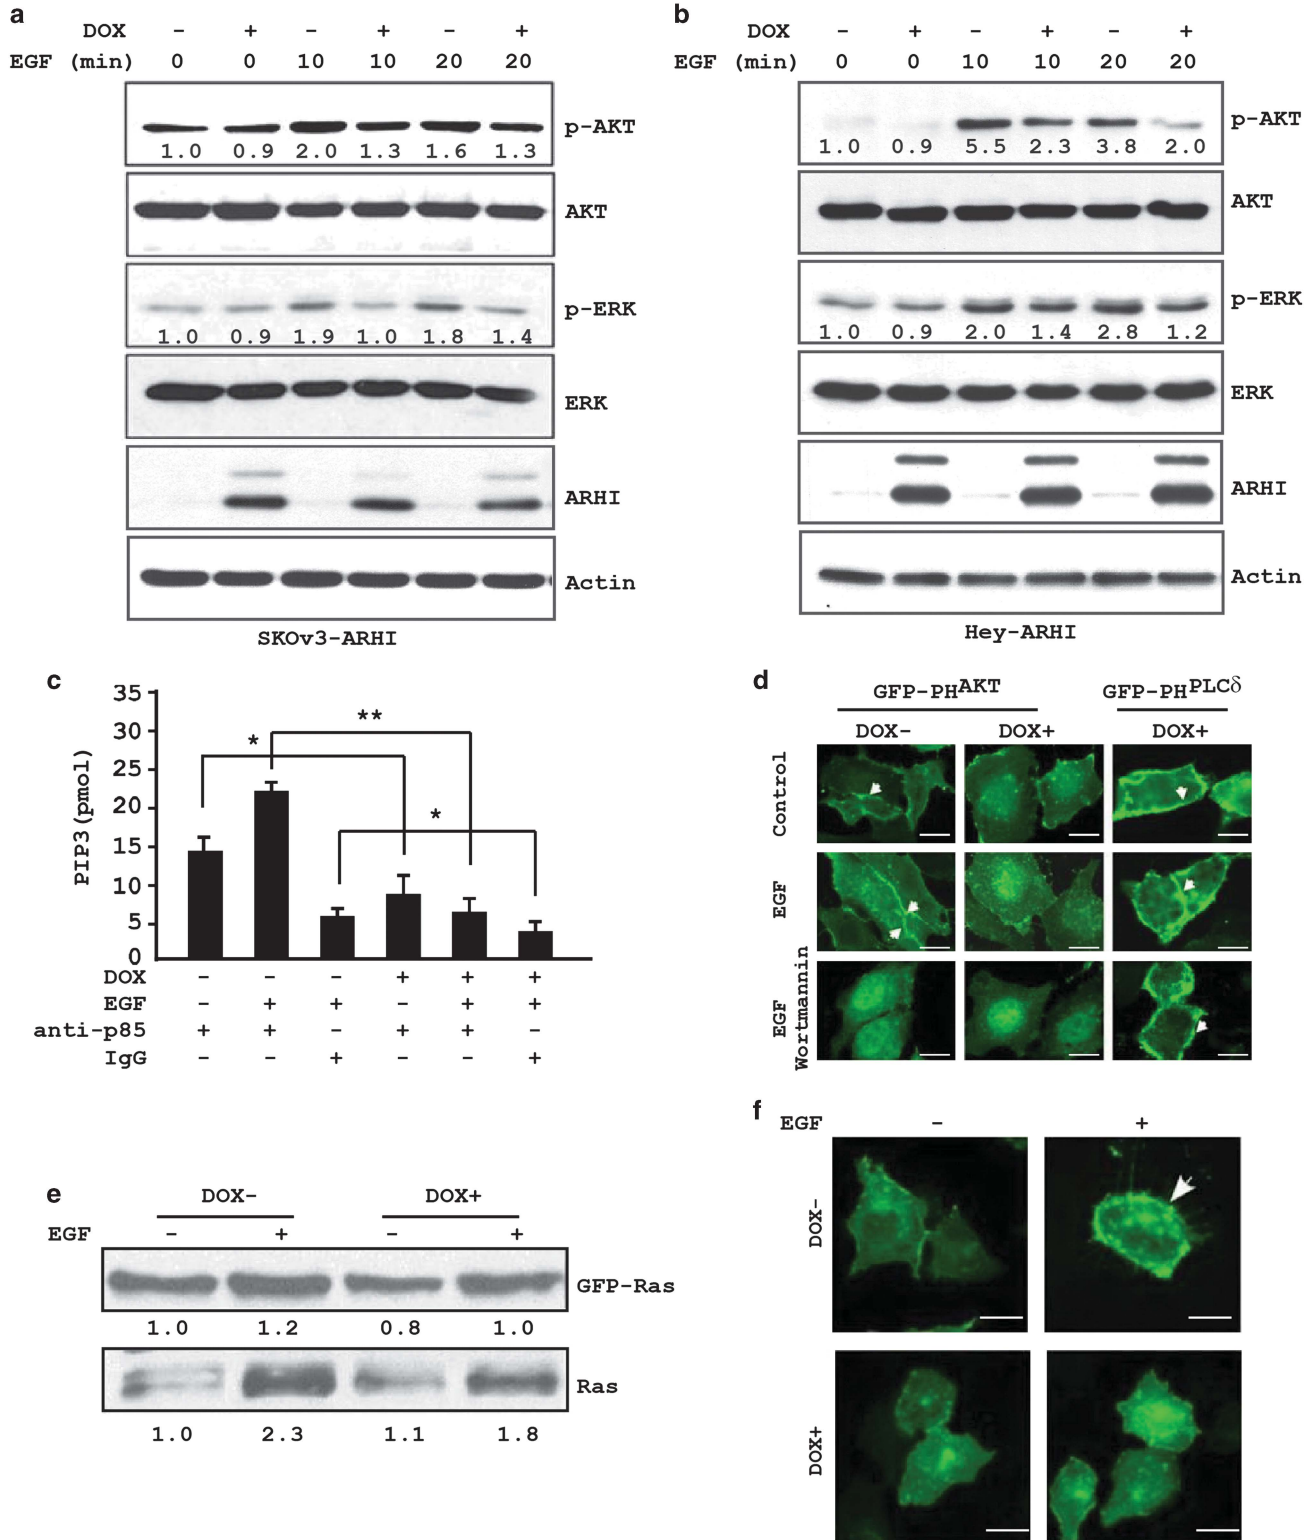 a
DOX - + - + - +
EGF (min) 0 0 10 10 20 20
p-AKT
1.0 0.9 2.0 1.3 1.6 1.3
AKT
p-ERK
1.0 0.9 1.9 1.0 1.8 1.4
ERK
ARHI
Actin
SKOv3-ARHI
b
DOX - + - + - +
EGF (min) 0 0 10 10 20 20
p-AKT
1.0 0.9 5.5 2.3 3.8 2.0
AKT
p-ERK
1.0 0.9 2.0 1.4 2.8 1.2
ERK
ARHI
Actin
Hey-ARHI
c
PIP3(pmol)
35
30
25
20
15
10
5
0
*
**
*
DOX - - - + + +
EGF - + + - + +
anti-p85 + + - + + -
IgG - - + - - +
d
GFP-PHAKT GFP-PHPLCδ
DOX- DOX+ DOX+
Control
EGF
EGF
Wortmannin
e
DOX- DOX+
EGF - + - +
GFP-Ras
1.0 1.2 0.8 1.0
Ras
1.0 2.3 1.1 1.8
f
EGF - +
DOX-
DOX+